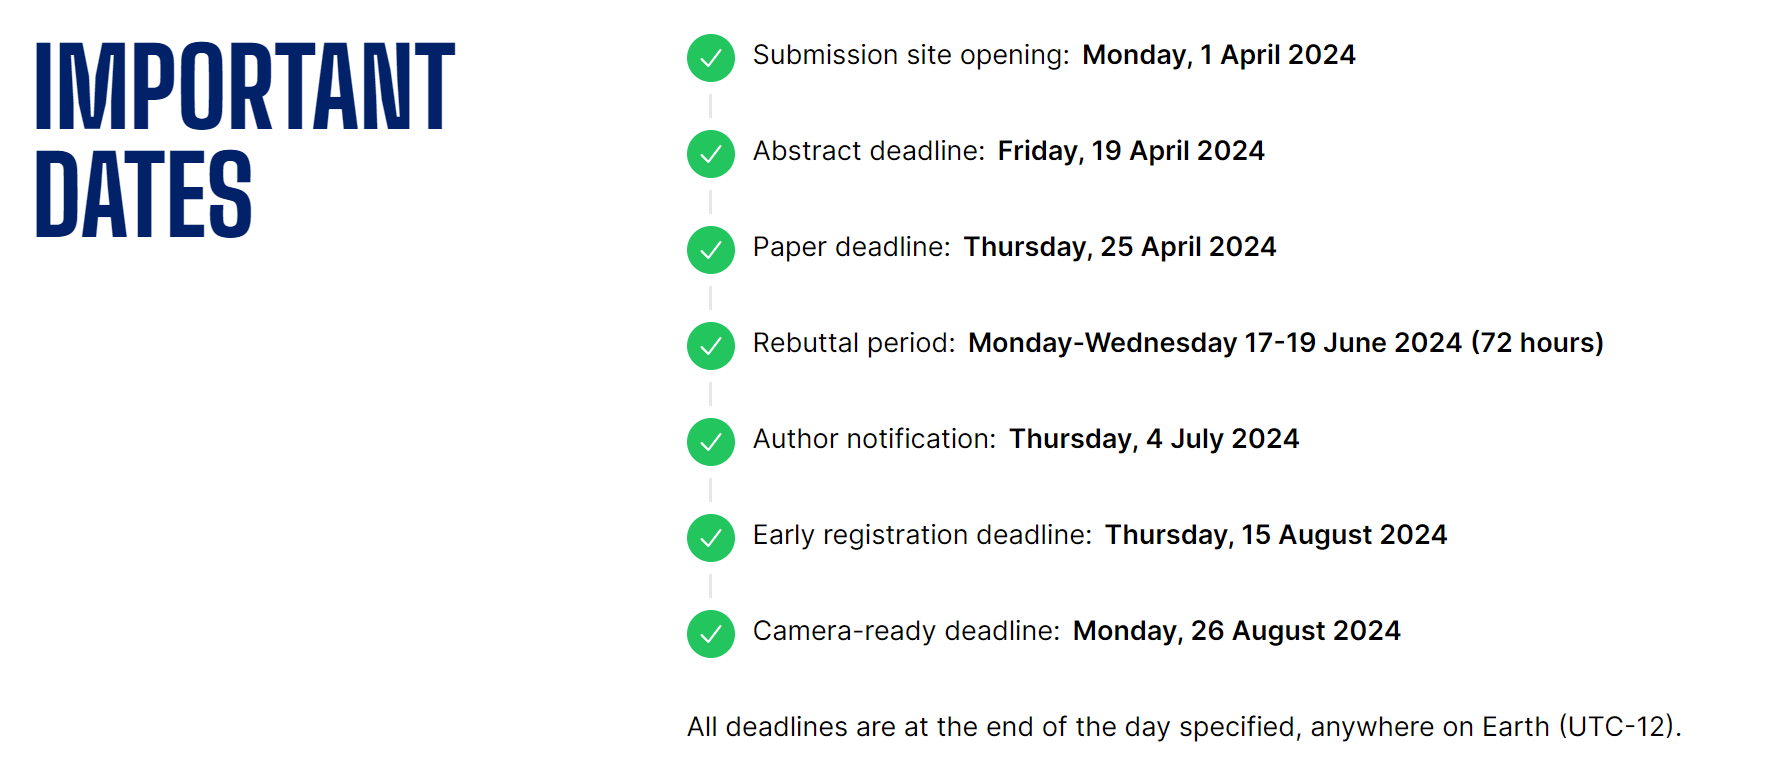 IMPORTANT
DATES
Submission site opening: Monday, 1 April 2024
Abstract deadline: Friday, 19 April 2024
Paper deadline: Thursday, 25 April 2024
Rebuttal period: Monday-Wednesday 17-19 June 2024 (72 hours)
Author notification: Thursday, 4 July 2024
Early registration deadline: Thursday, 15 August 2024
Camera-ready deadline: Monday, 26 August 2024
All deadlines are at the end of the day specified, anywhere on Earth (UTC-12).